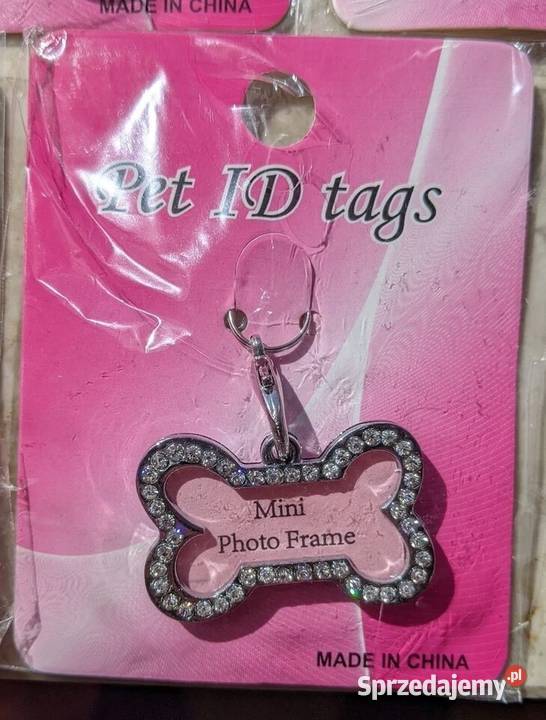 MADE IN CHINA
Pet ID tags
Mini
Photo Frame
MADE IN CHINA
Sprzedajemy.pl